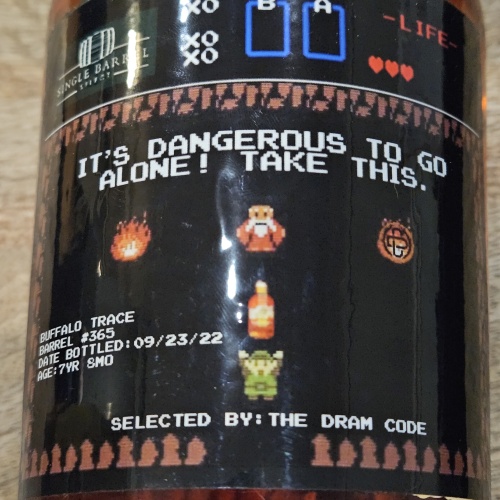 XO
B A
-LIFE-
XO
XO
SINGLE BARREL
SELECT
IT'S DANGEROUS TO GO
ALONE! TAKE THIS.
BUFFALO TRACE
BARREL #365
DATE BOTTLED:09/23/22
AGE:7YR 8MO
SELECTED BY:THE DRAM CODE